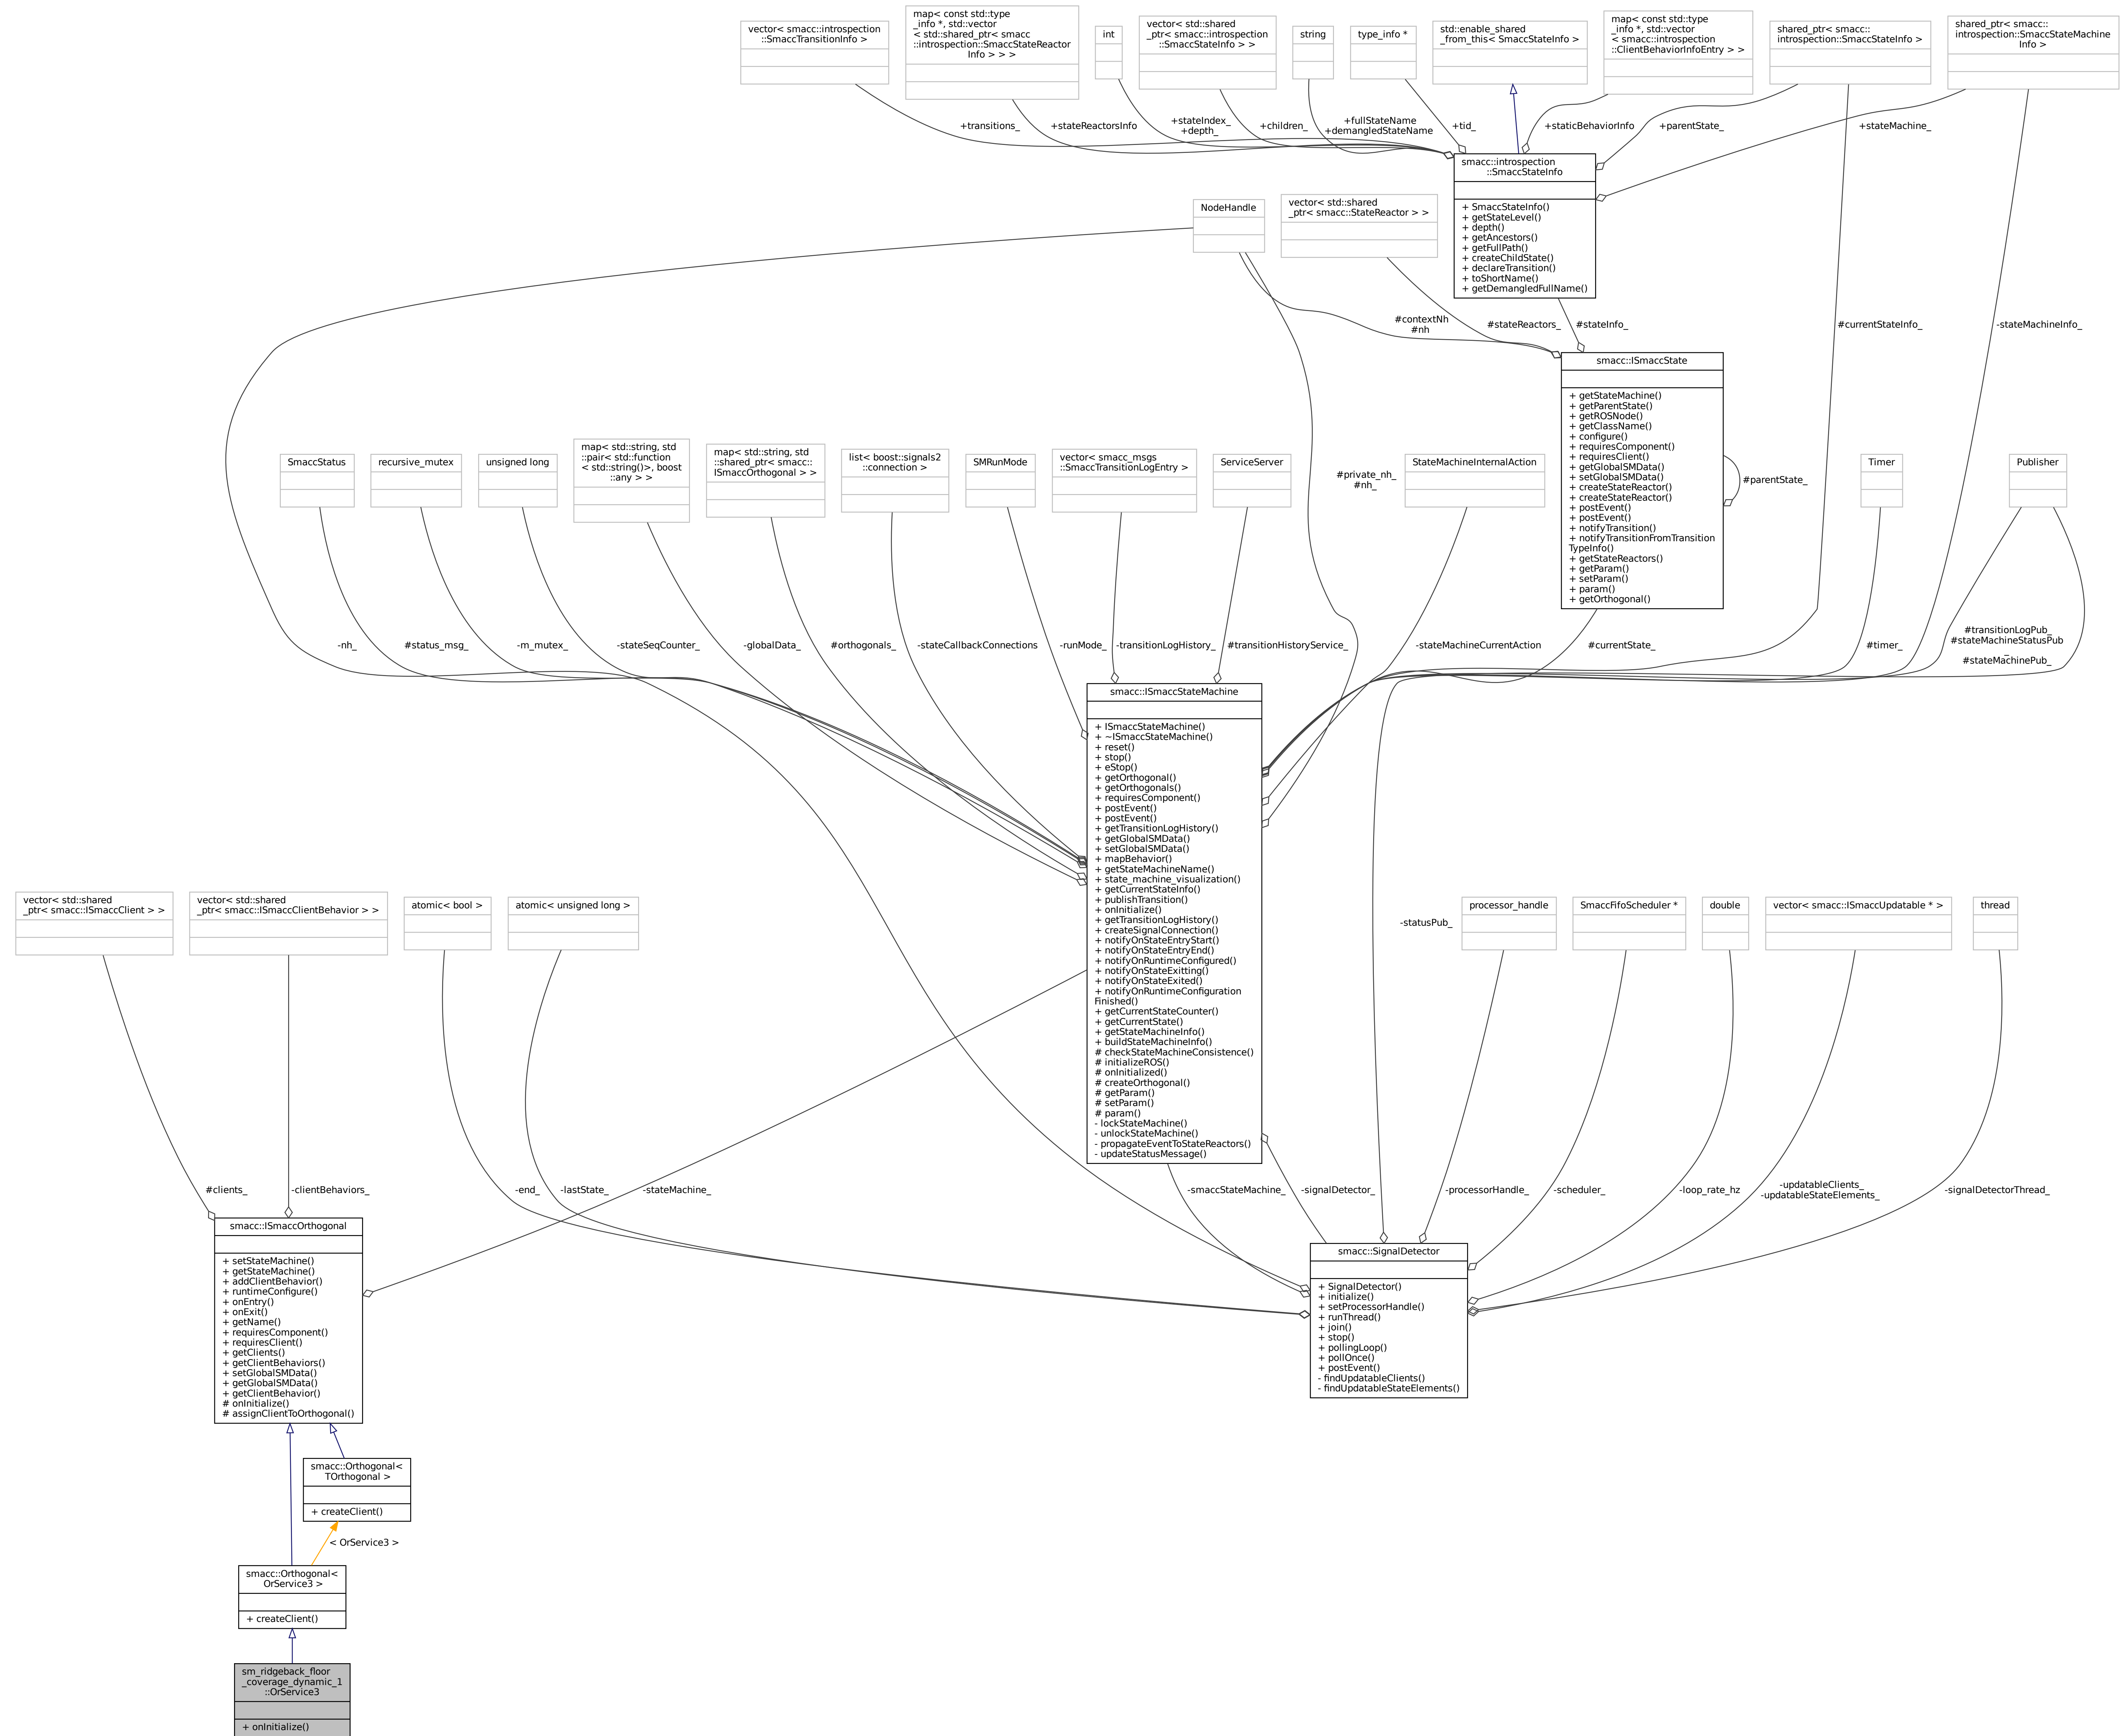 vector< smacc::introspection
::SmaccTransitionInfo >
map< const std::type
_info *, std::vector
< std::shared_ptr< smacc
::introspection::SmaccStateReactor
Info > > >
int
vector< std::shared
_ptr< smacc::introspection
::SmaccStateInfo > >
string
type_info *
std::enable_shared
_from_this< SmaccStateInfo >
map< const std::type
_info *, std::vector
< smacc::introspection
::ClientBehaviorInfoEntry > >
shared_ptr< smacc::
introspection::SmaccStateInfo >
shared_ptr< smacc::
introspection::SmaccStateMachine
Info >
+transitions_
+stateReactorsInfo
+stateIndex_
+depth_
+children_
+fullStateName
+demangledStateName
+tid_
+staticBehaviorInfo
+parentState_
+stateMachine_
smacc::introspection
::SmaccStateInfo
+ SmaccStateInfo()
+ getStateLevel()
+ depth()
+ getAncestors()
+ getFullPath()
+ createChildState()
+ declareTransition()
+ toShortName()
+ getDemangledFullName()
NodeHandle
vector< std::shared
_ptr< smacc::StateReactor > >
#contextNh
#nh
#stateReactors_
#stateInfo_
#currentStateInfo_
-stateMachineInfo_
smacc::ISmaccState
+ getStateMachine()
+ getParentState()
+ getROSNode()
+ getClassName()
+ configure()
+ requiresComponent()
+ requiresClient()
+ getGlobalSMData()
+ setGlobalSMData()
+ createStateReactor()
+ createStateReactor()
+ postEvent()
+ postEvent()
+ notifyTransition()
+ notifyTransitionFromTransition
TypeInfo()
+ getStateReactors()
+ getParam()
+ setParam()
+ param()
+ getOrthogonal()
#parentState_
SmaccStatus
recursive_mutex
unsigned long
map< std::string, std
::pair< std::function
< std::string()>, boost
::any > >
map< std::string, std
::shared_ptr< smacc::
ISmaccOrthogonal > >
list< boost::signals2
::connection >
SMRunMode
vector< smacc_msgs
::SmaccTransitionLogEntry >
ServiceServer
#private_nh_
#nh_
StateMachineInternalAction
Timer
Publisher
-nh_
#status_msg_
-m_mutex_
-stateSeqCounter_
-globalData_
#orthogonals_
-stateCallbackConnections
-runMode_
-transitionLogHistory_
#transitionHistoryService_
-stateMachineCurrentAction
#currentState_
#timer_
#transitionLogPub_
#stateMachineStatusPub
_
#stateMachinePub_
smacc::ISmaccStateMachine
+ ISmaccStateMachine()
+ ~ISmaccStateMachine()
+ reset()
+ stop()
+ eStop()
+ getOrthogonal()
+ getOrthogonals()
+ requiresComponent()
+ postEvent()
+ postEvent()
+ getTransitionLogHistory()
+ getGlobalSMData()
+ setGlobalSMData()
+ mapBehavior()
+ getStateMachineName()
+ state_machine_visualization()
+ getCurrentStateInfo()
+ publishTransition()
+ onInitialize()
+ getTransitionLogHistory()
+ createSignalConnection()
+ notifyOnStateEntryStart()
+ notifyOnStateEntryEnd()
+ notifyOnRuntimeConfigured()
+ notifyOnStateExitting()
+ notifyOnStateExited()
+ notifyOnRuntimeConfiguration
Finished()
+ getCurrentStateCounter()
+ getCurrentState()
+ getStateMachineInfo()
+ buildStateMachineInfo()
# checkStateMachineConsistence()
# initializeROS()
# onInitialized()
# createOrthogonal()
# getParam()
# setParam()
# param()
- lockStateMachine()
- unlockStateMachine()
- propagateEventToStateReactors()
- updateStatusMessage()
vector< std::shared
_ptr< smacc::ISmaccClient > >
vector< std::shared
_ptr< smacc::ISmaccClientBehavior > >
atomic< bool >
atomic< unsigned long >
-statusPub_
processor_handle
SmaccFifoScheduler *
double
vector< smacc::ISmaccUpdatable * >
thread
#clients_
-clientBehaviors_
-end_
-lastState_
-stateMachine_
-smaccStateMachine_
-signalDetector_
-processorHandle_
-scheduler_
-loop_rate_hz
-updatableClients_
-updatableStateElements_
-signalDetectorThread_
smacc::ISmaccOrthogonal
+ setStateMachine()
+ getStateMachine()
+ addClientBehavior()
+ runtimeConfigure()
+ onEntry()
+ onExit()
+ getName()
+ requiresComponent()
+ requiresClient()
+ getClients()
+ getClientBehaviors()
+ setGlobalSMData()
+ getGlobalSMData()
+ getClientBehavior()
# onInitialize()
# assignClientToOrthogonal()
smacc::SignalDetector
+ SignalDetector()
+ initialize()
+ setProcessorHandle()
+ runThread()
+ join()
+ stop()
+ pollingLoop()
+ pollOnce()
+ postEvent()
- findUpdatableClients()
- findUpdatableStateElements()
smacc::Orthogonal<
TOrthogonal >
+ createClient()
< OrService3 >
smacc::Orthogonal<
OrService3 >
+ createClient()
sm_ridgeback_floor
_coverage_dynamic_1
::OrService3
+ onInitialize()